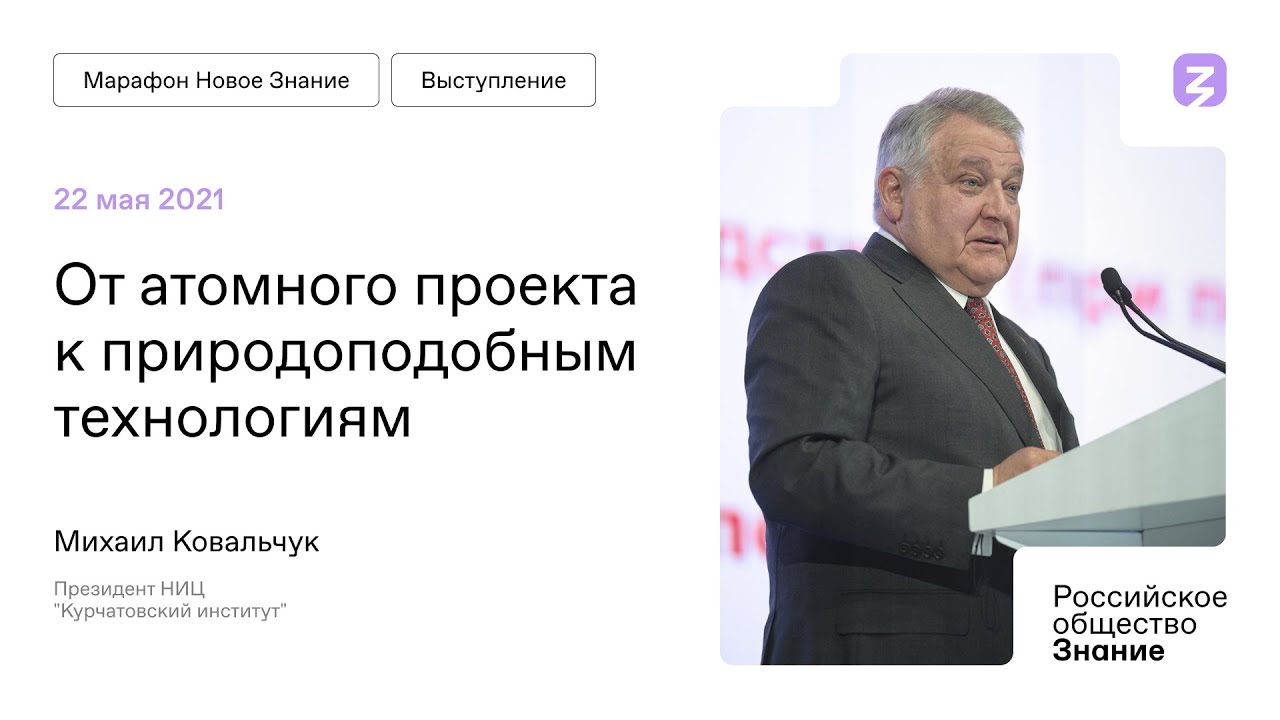 Марафон Новое Знание
Выступление
22 мая 2021
От атомного проекта
к природоподобным
технологиям
Михаил Ковальчук
Президент НИЦ
"Курчатовский институт"
Российское
общество
Знание